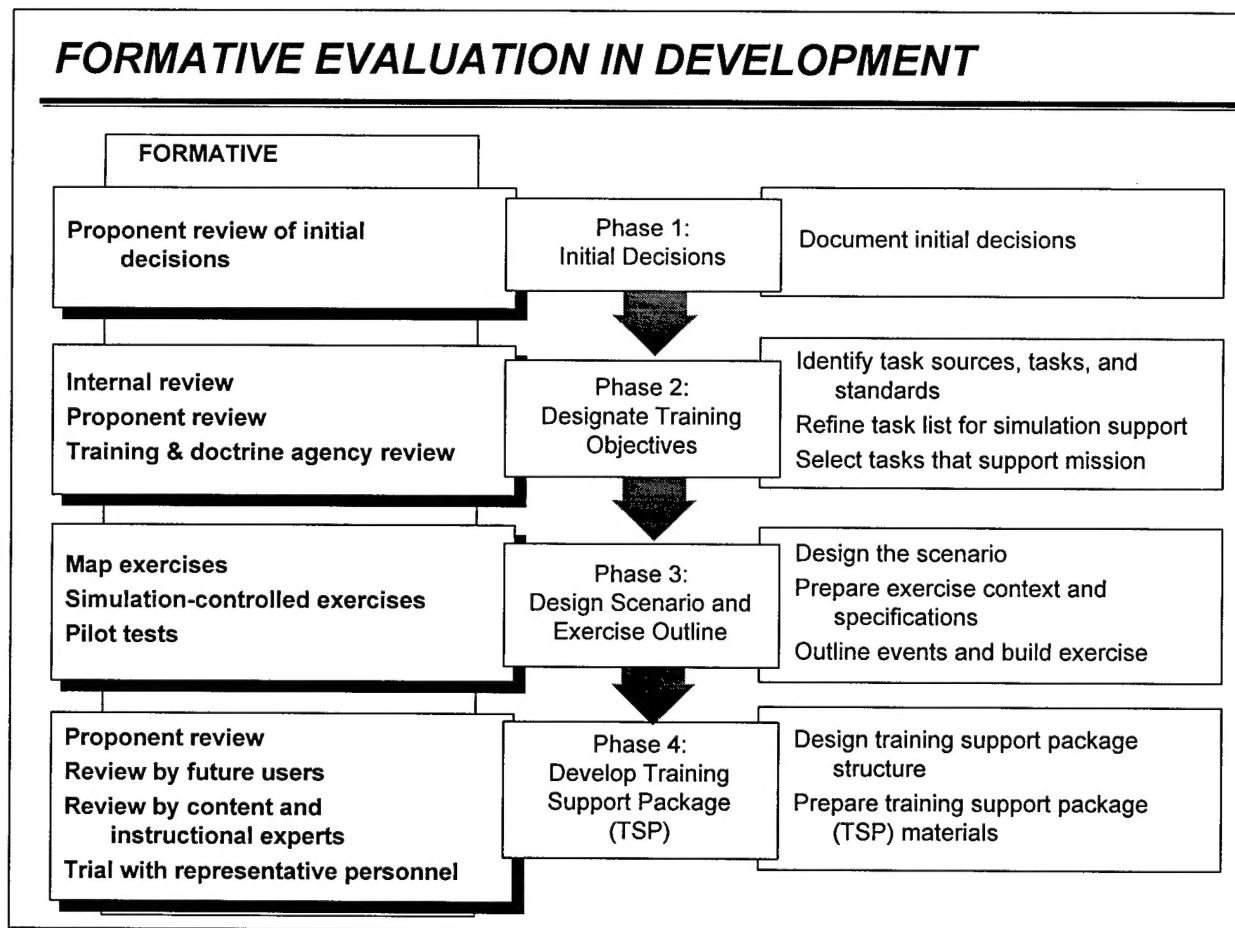 FORMATIVE EVALUATION IN DEVELOPMENT
FORMATIVE
Proponent review of initial
decisions
Phase 1:
Initial Decisions
Document initial decisions
Internal review
Proponent review
Training & doctrine agency review
Phase 2:
Designate Training
Objectives
Identify task sources, tasks, and
standards
Refine task list for simulation support
Select tasks that support mission
Map exercises
Simulation-controlled exercises
Pilot tests
Phase 3:
Design Scenario and
Exercise Outline
Design the scenario
Prepare exercise context and
specifications
Outline events and build exercise
Proponent review
Review by future users
Review by content and
instructional experts
Trial with representative personnel
Phase 4:
Develop Training
Support Package
(TSP)
Design training support package
structure
Prepare training support package
(TSP) materials